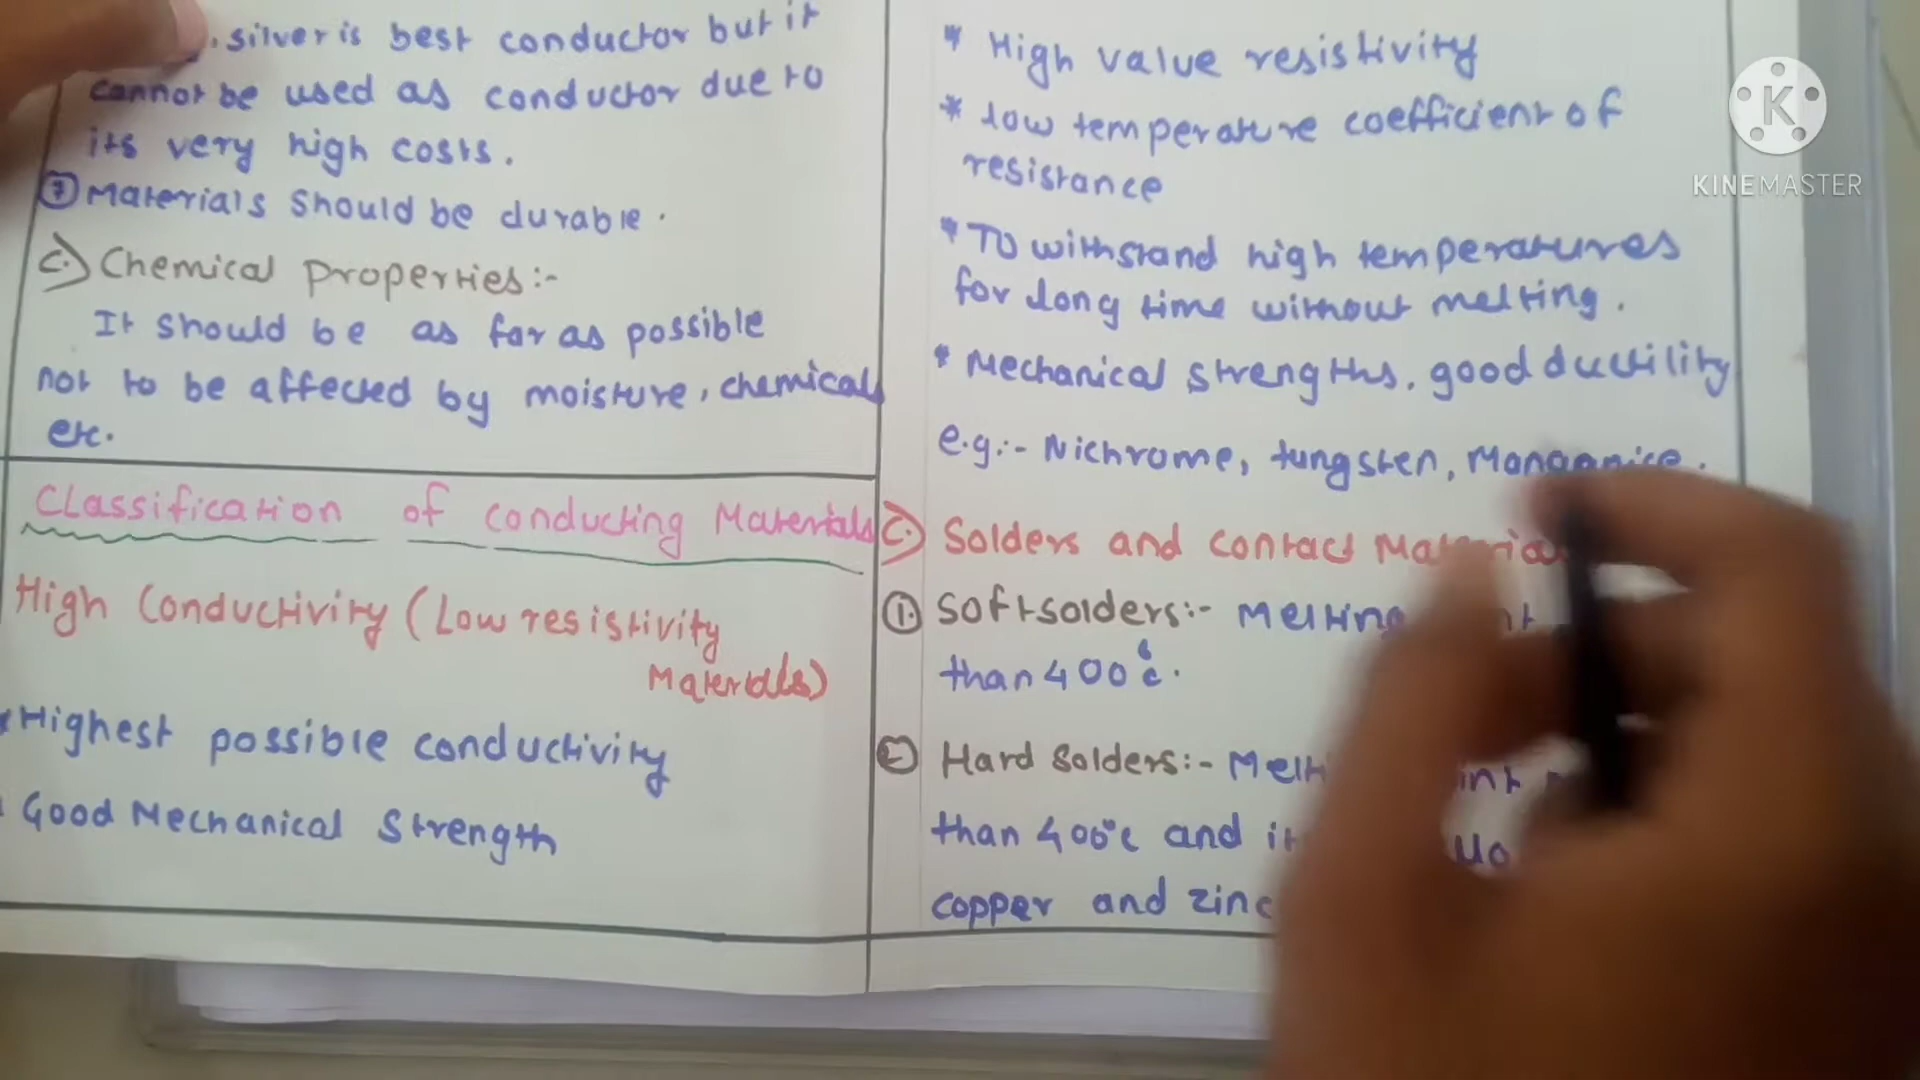 silver is best conductor but it
cannot be used as conductor due to
its very high costs.
⑦ Materials should be durable.
C.) Chemical properties:-
It should be as far as possible
not to be affected by moisture, chemicals
etc.
Classification of conducting Materials
High Conductivity (Low resistivity
Materials)
* Highest possible conductivity
Good Mechanical Strength
* High value resistivity
* Low temperature coefficient of
resistance
* To withstand high temperatures
for long time without melting.
* Mechanical strengths, good ductility
e.g:- Nichrome, tungsten,
C.) Solders and contact
① Soft solders:- Melting
than 400°c.
② Hard Solders:-
than 400°c and
copper and zinc
KINEMASTER